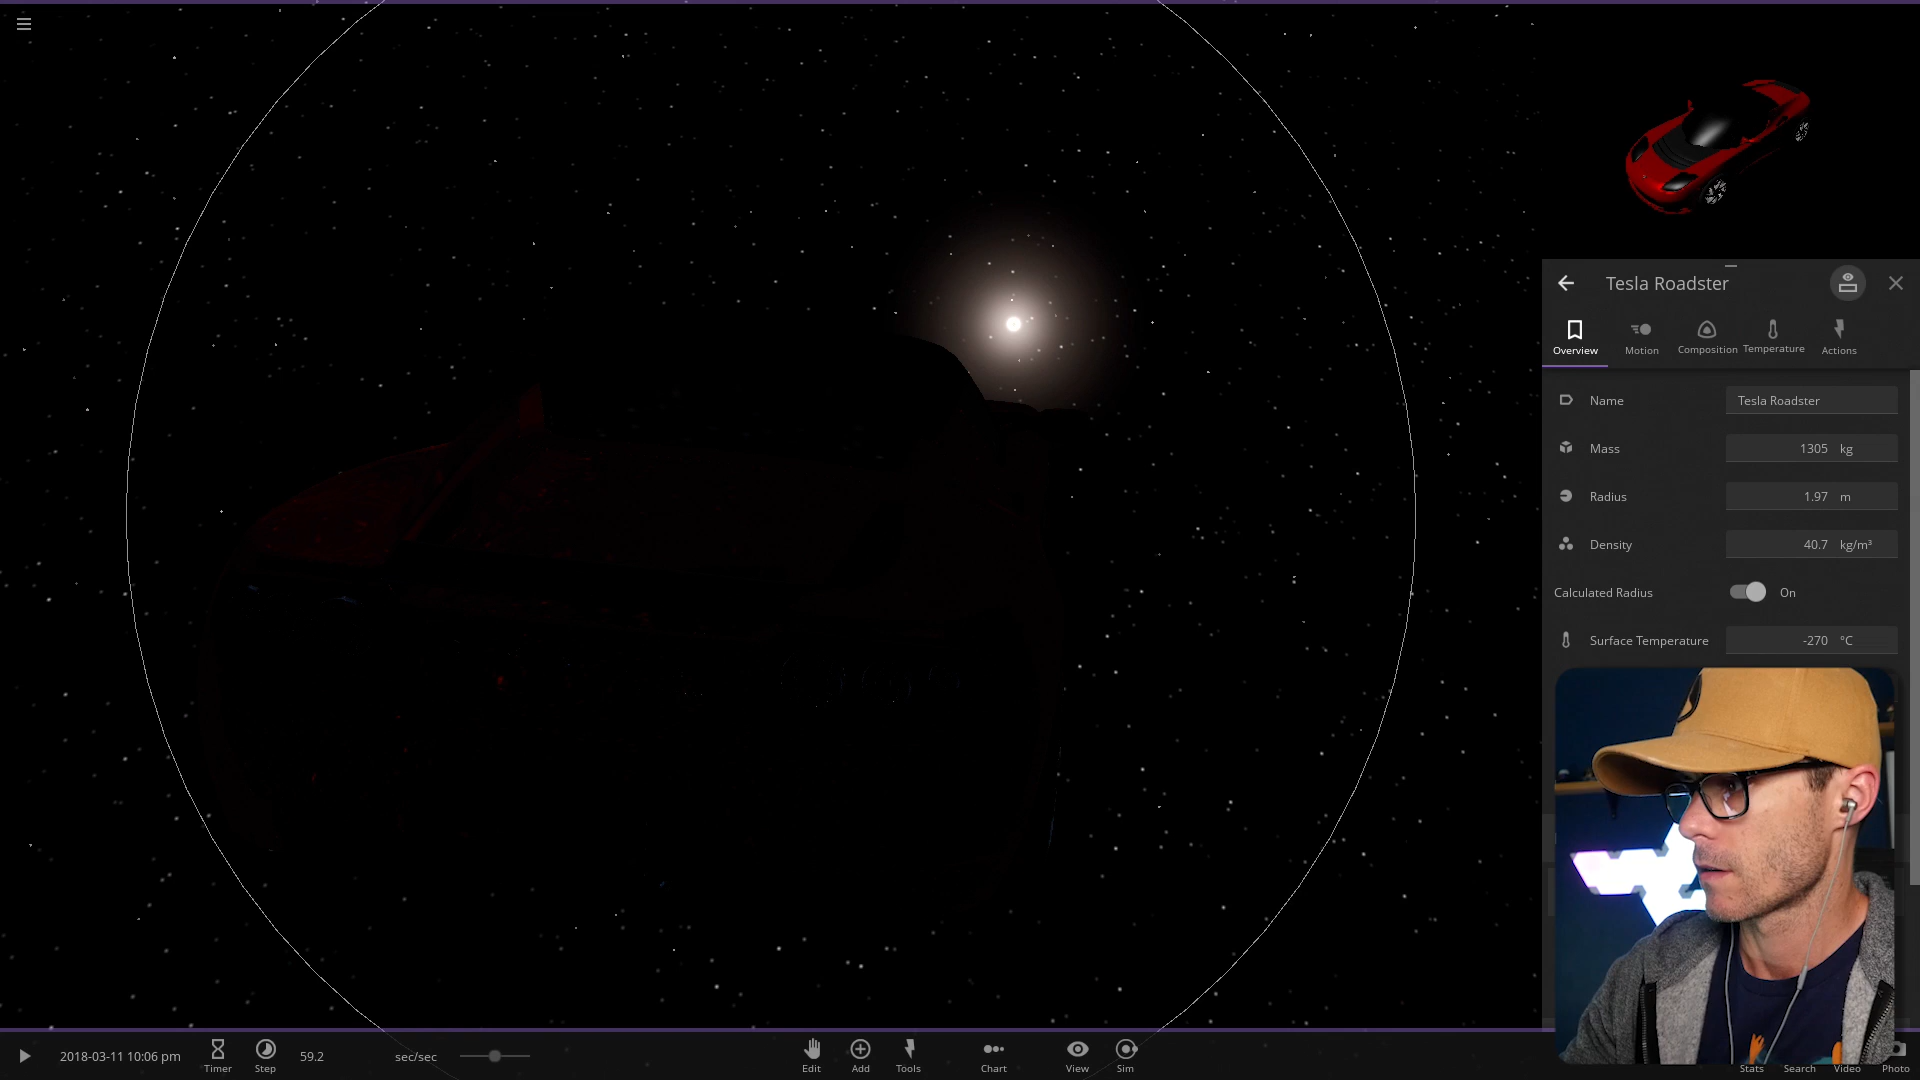 Tesla Roadster
Overview
Motion
Composition
Temperature
Actions
Name
Tesla Roadster
Mass
1305 kg
Radius
1.97 m
Density
40.7 kg/m³
Calculated Radius
On
Surface Temperature
-270 °C
2018-03-11 10:06 pm
Timer
Step
59.2
sec/sec
Edit
Add
Tools
Chart
View
Sim
Stats
Search
Video
Photo